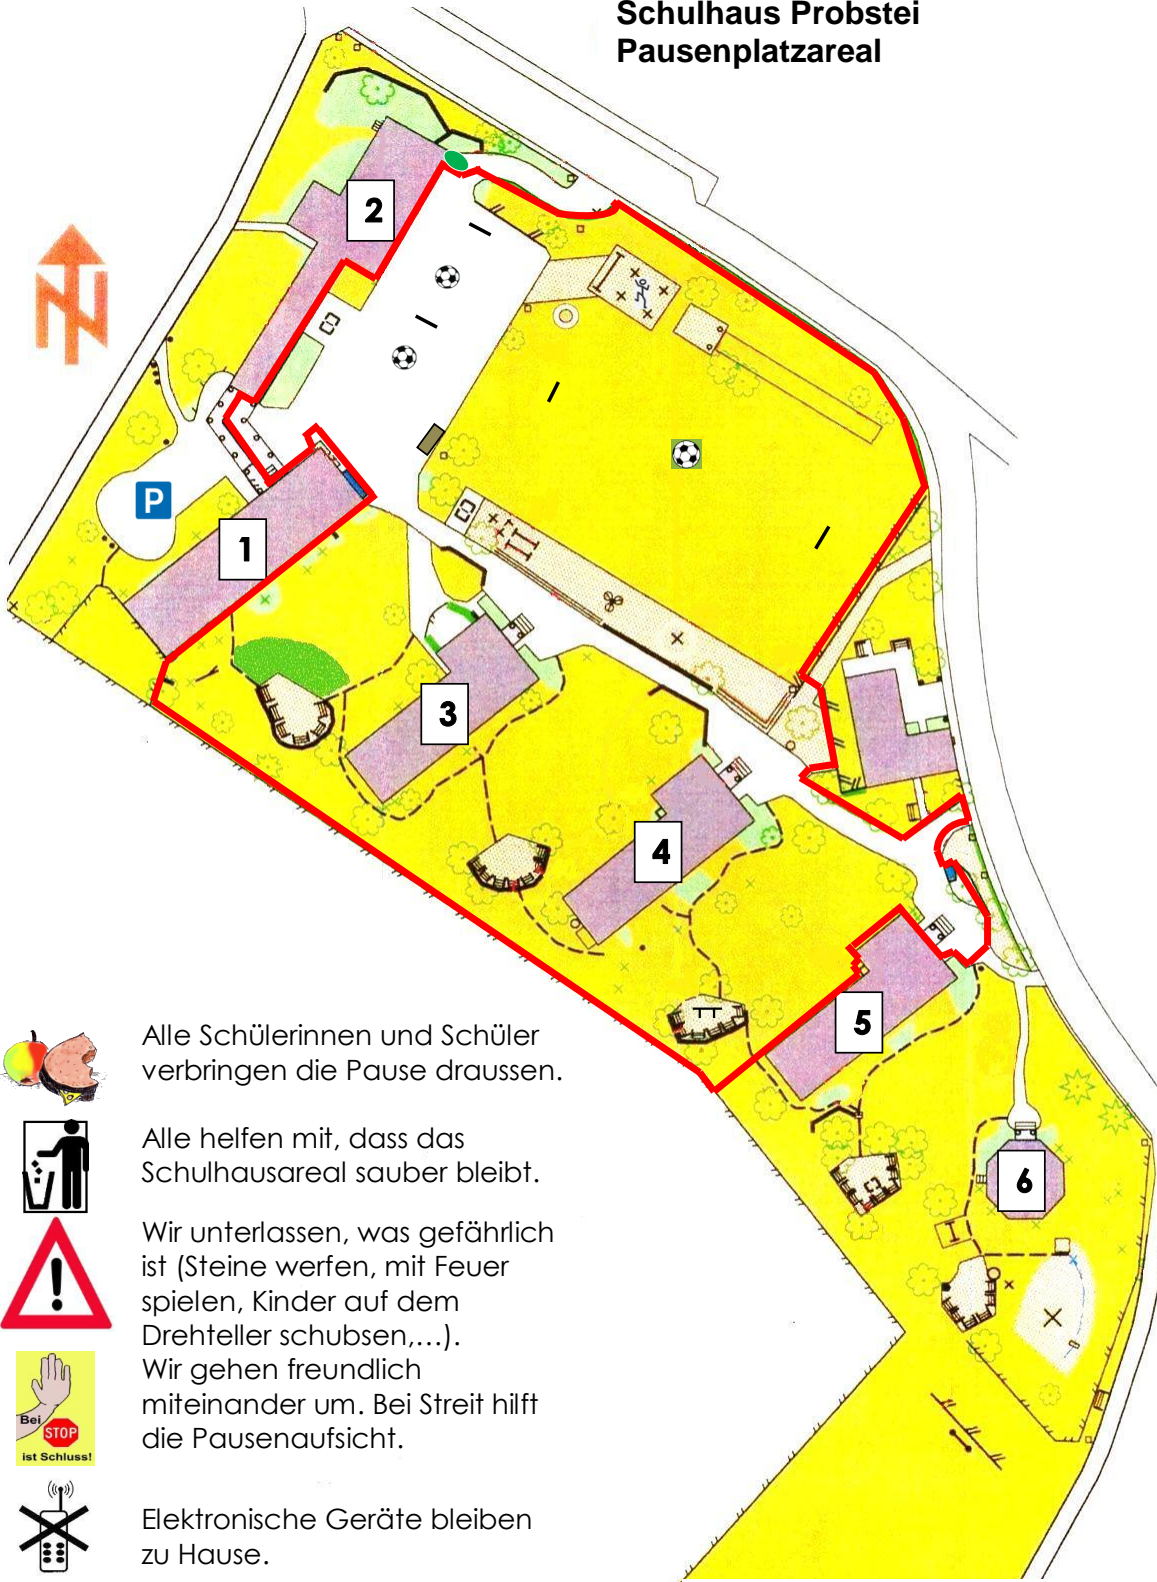 Schulhaus Probstei
Pausenplatzareal
2
N
P
1
3
4
5
6
Alle Schülerinnen und Schüler
verbringen die Pause draussen.
Alle helfen mit, dass das
Schulhausareal sauber bleibt.
Wir unterlassen, was gefährlich
ist (Steine werfen, mit Feuer
spielen, Kinder auf dem
Drehteller schubsen,…).
Wir gehen freundlich
miteinander um. Bei Streit hilft
die Pausenaufsicht.
Bei
STOP
ist Schluss!
Elektronische Geräte bleiben
zu Hause.